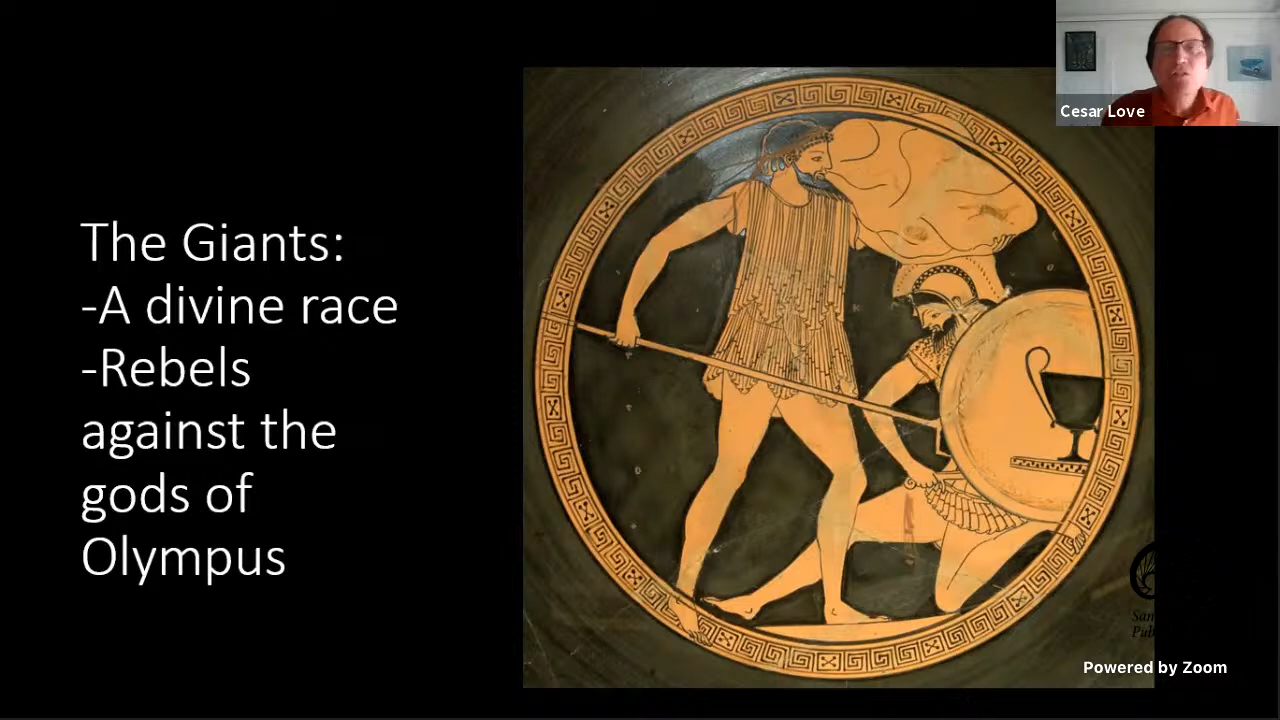 Cesar Love
The Giants:
-A divine race
-Rebels
against the
gods of
Olympus
Powered by Zoom